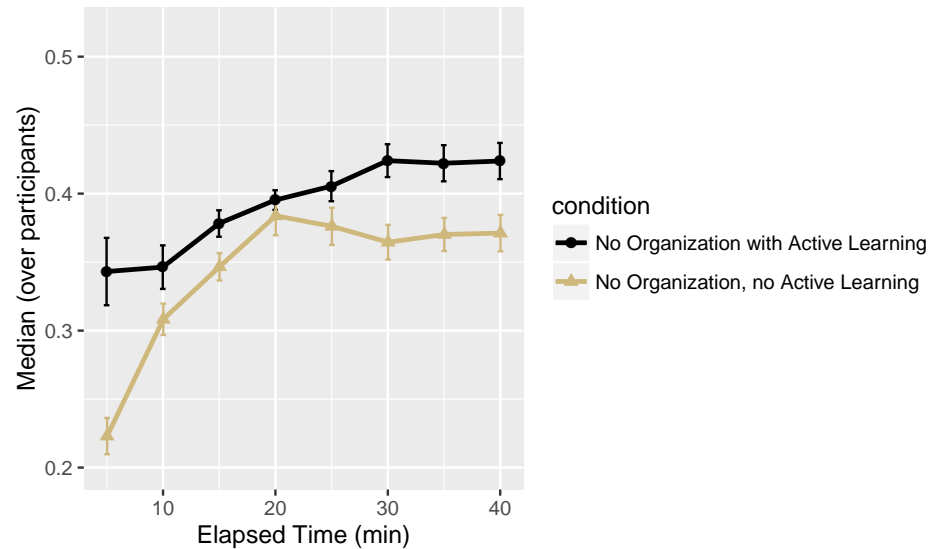 0.5
0.4
0.3
0.2
Median (over participants)
10
20
30
40
Elapsed Time (min)
condition
No Organization with Active Learning
No Organization, no Active Learning